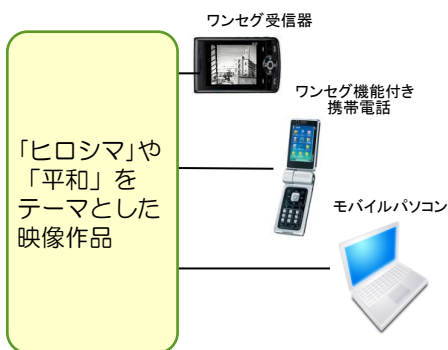 ワンセグ受信器
ワンセグ機能付き
携帯電話
「ヒロシマ」や
「平和」を
テーマとした
映像作品
モバイルパソコン